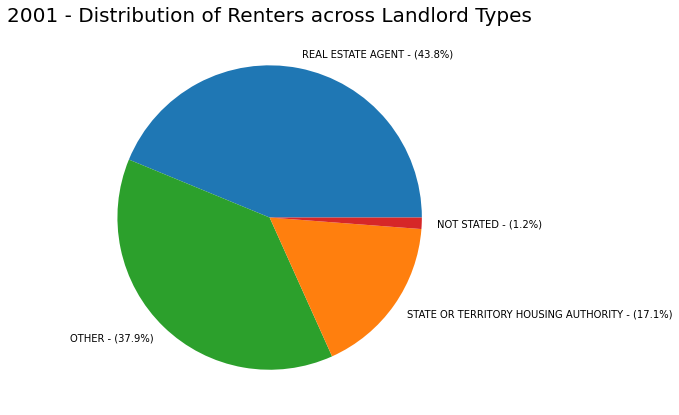 2001 - Distribution of Renters across Landlord Types
REAL ESTATE AGENT - (43.8%)
NOT STATED - (1.2%)
STATE OR TERRITORY HOUSING AUTHORITY - (17.1%)
OTHER - (37.9%)